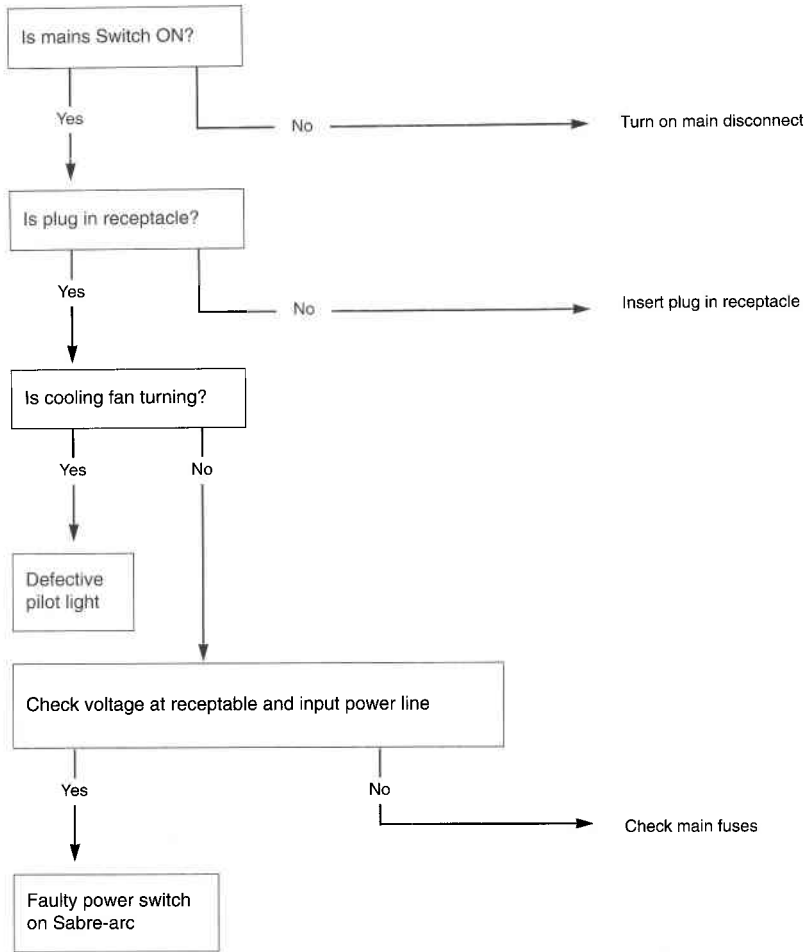 Is mains Switch ON?
Yes
No
Turn on main disconnect
Is plug in receptacle?
Yes
No
Insert plug in receptacle
Is cooling fan turning?
Yes
No
Defective
pilot light
Check voltage at receptable and input power line
Yes
No
Check main fuses
Faulty power switch
on Sabre-arc